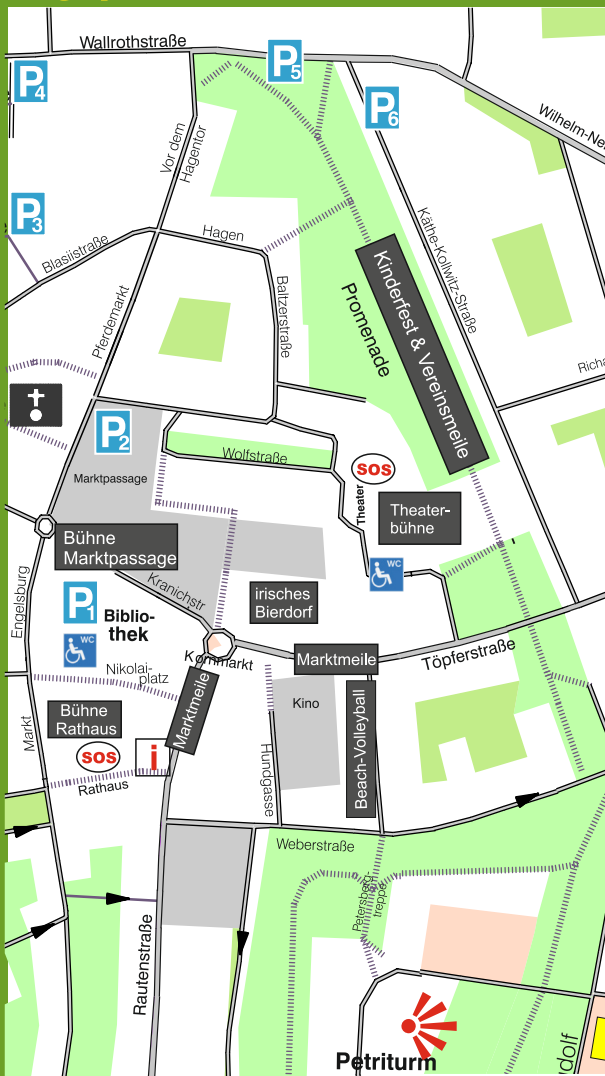 Wallrothstraße
P5
P4
P6
Wilhelm-Ne
Vor dem
Hagentor
P3
Blasiistraße
Hagen
Käthe-Kollwitz-Straße
Pferdemarkt
Baltzerstraße
Promenade
Kinderfest & Vereinsmeile
Richa
P2
Marktpassage
Wolfstraße
sos
Theater
Theater-
bühne
WC
Bühne
Marktpassage
Engelsburg
P1
Biblio-
thek
WC
Kranichstr
irisches
Bierdorf
Kornmarkt
Marktmeile
Töpferstraße
Nikolai-
platz
Marktmeile
Bühne
Rathaus
Markt
sos
i
Rathaus
Kino
Hundgasse
Beach-Volleyball
Weberstraße
Petersberg-
treppe
Rautenstraße
Petriturm
dolf